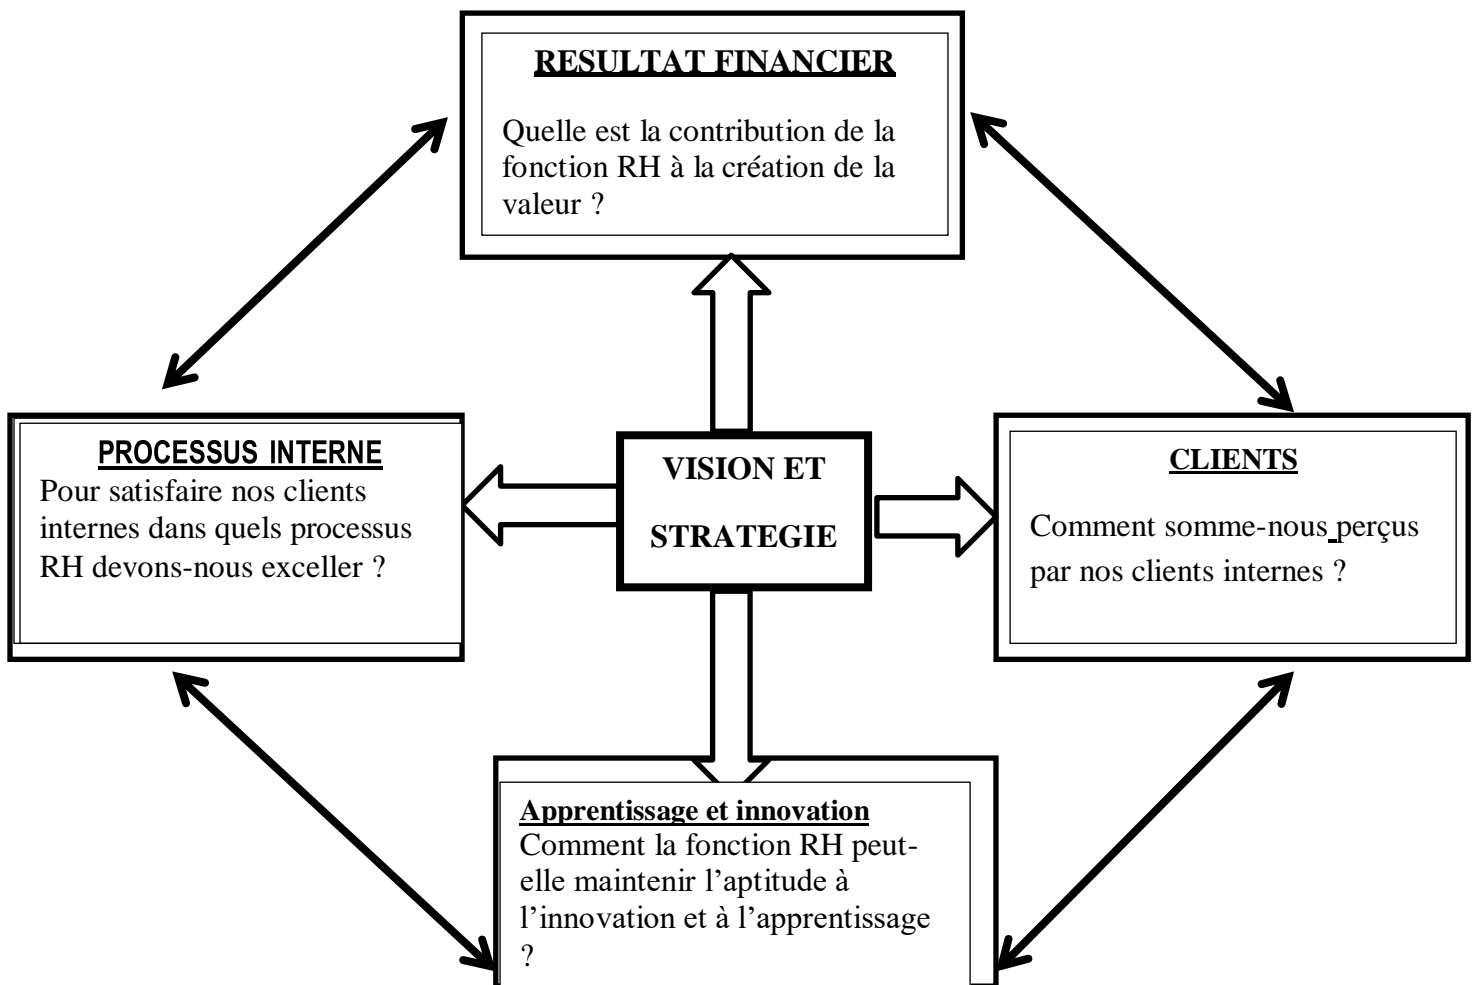 RESULTAT FINANCIER
Quelle est la contribution de la
fonction RH à la création de la
valeur ?
PROCESSUS INTERNE
Pour satisfaire nos clients
internes dans quels processus
RH devons-nous exceller ?
VISION ET
STRATEGIE
CLIENTS
Comment somme-nous perçus
par nos clients internes ?
Apprentissage et innovation
Comment la fonction RH peut-
elle maintenir l’aptitude à
l’innovation et à l’apprentissage
?